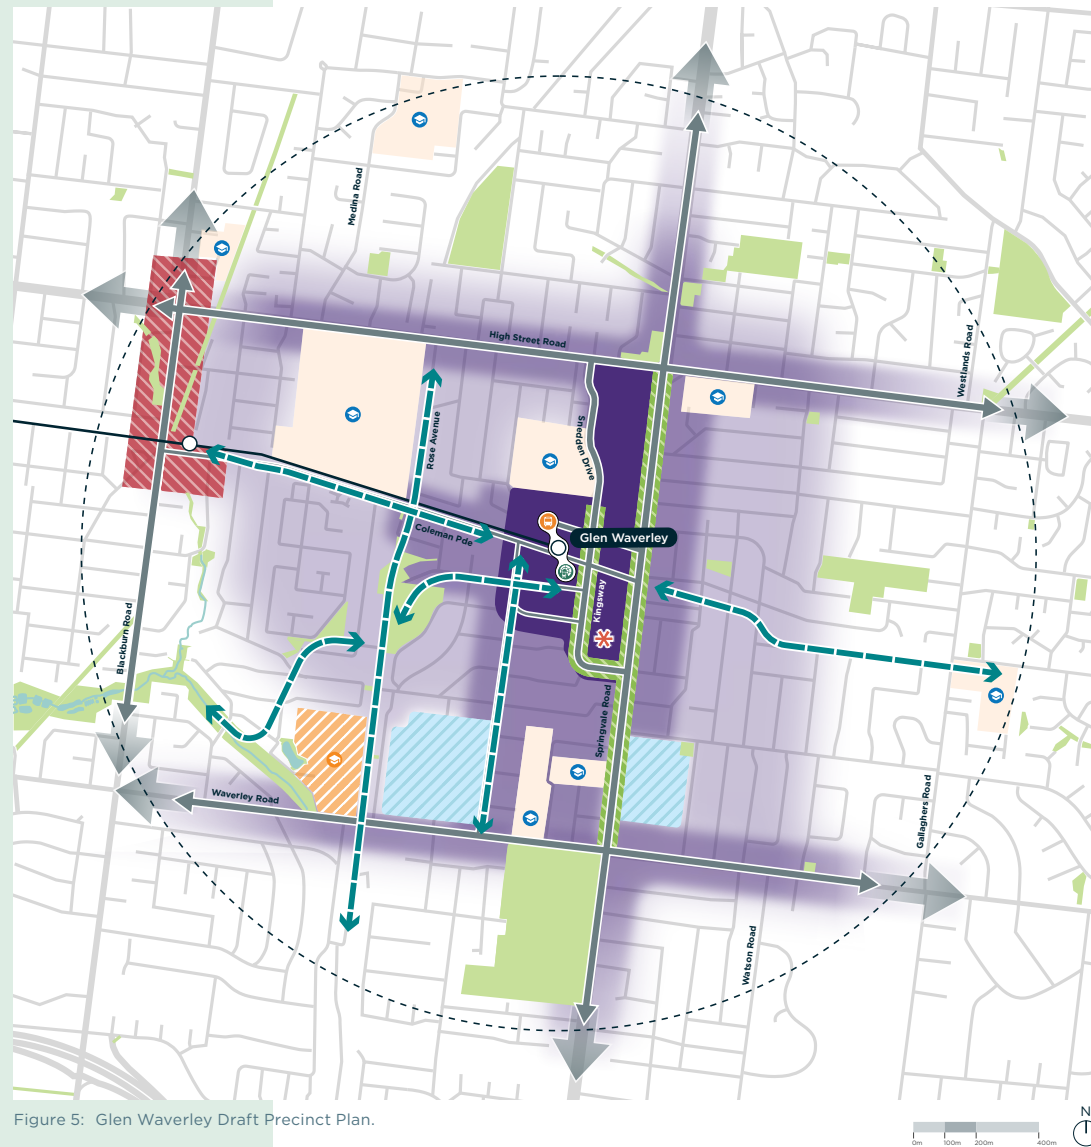 Medina Road
High Street Road
Westlands Road
Sneddon Drive
Rose Avenue
Coleman Pde
Glen Waverley
Kingsway
Blackburn Road
Springvale Road
Waverley Road
Gallaghers Road
Watson Road
Figure 5: Glen Waverley Draft Precinct Plan.
N
0m 100m 200m 400m